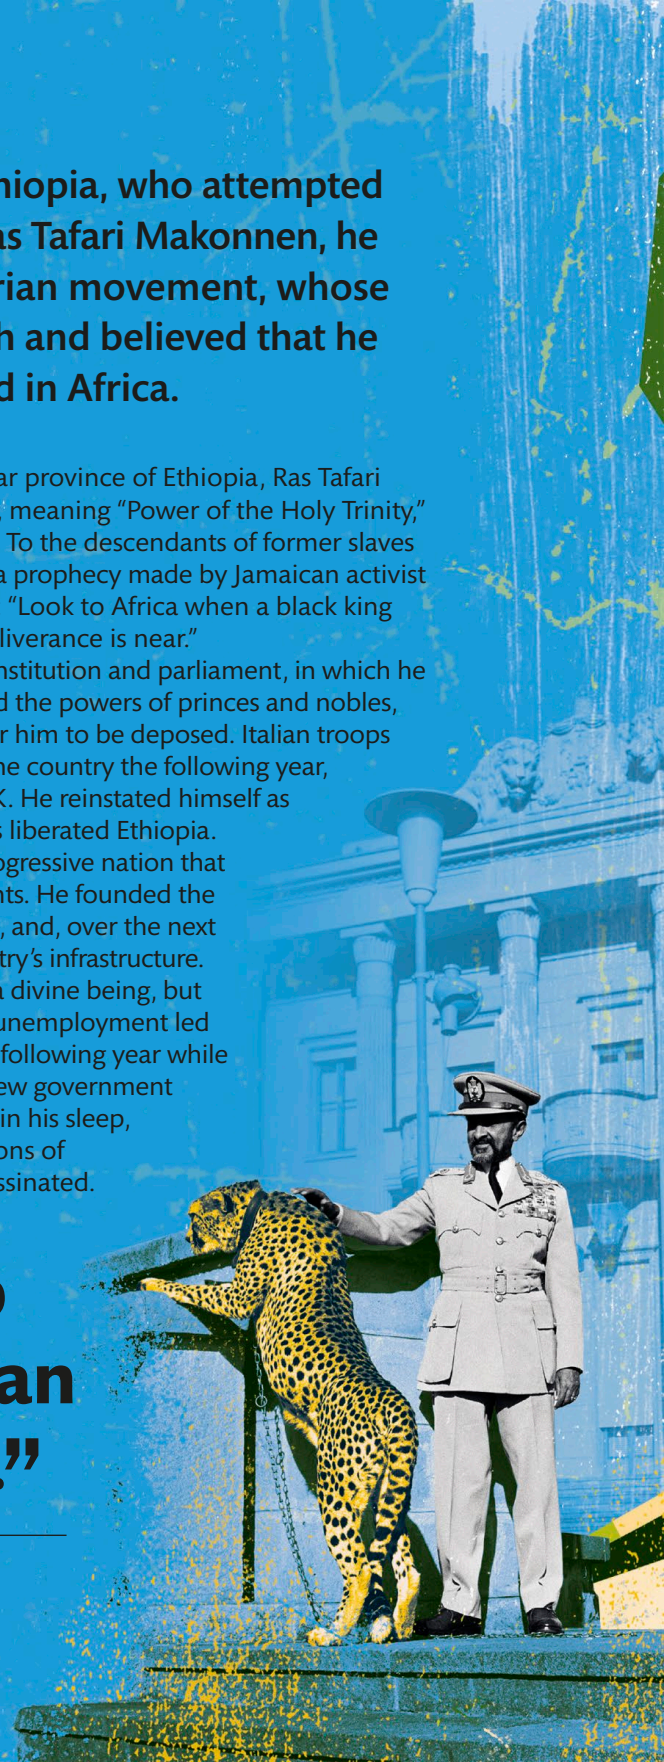 hiopia, who attempted
as Tafari Makonnen, he
rian movement, whose
h and believed that he
d in Africa.
ar province of Ethiopia, Ras Tafari
, meaning “Power of the Holy Trinity,”
To the descendants of former slaves
a prophecy made by Jamaican activist
“Look to Africa when a black king
liverance is near.”
nstitution and parliament, in which he
d the powers of princes and nobles,
r him to be deposed. Italian troops
he country the following year,
K. He reinstated himself as
s liberated Ethiopia.
ogressive nation that
nts. He founded the
, and, over the next
try’s infrastructure.
a divine being, but
unemployment led
following year while
ew government
in his sleep,
ons of
ssinated.
an
.”